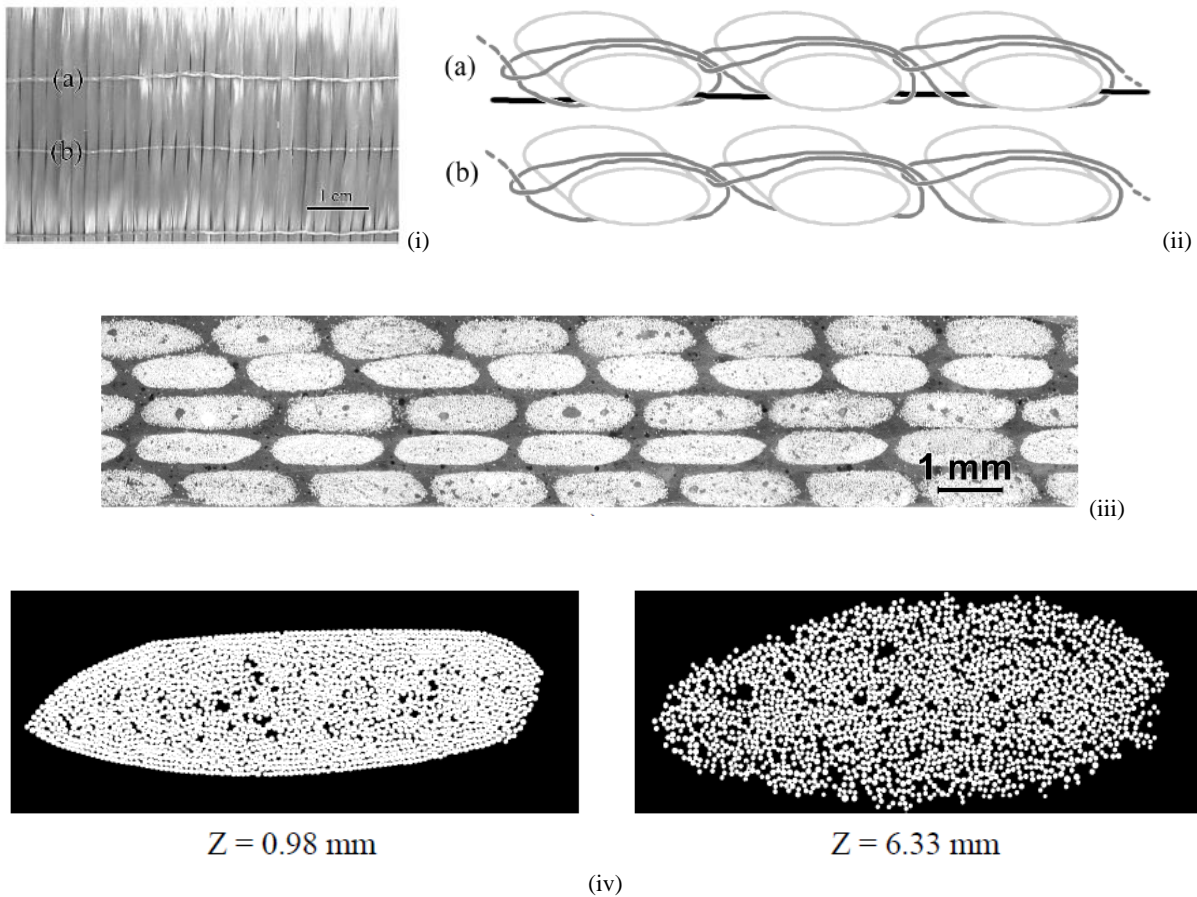 (a)
(b)
1 cm
(i)
(a)
(b)
(ii)
1 mm
(iii)
Z = 0.98 mm
Z = 6.33 mm
(iv)